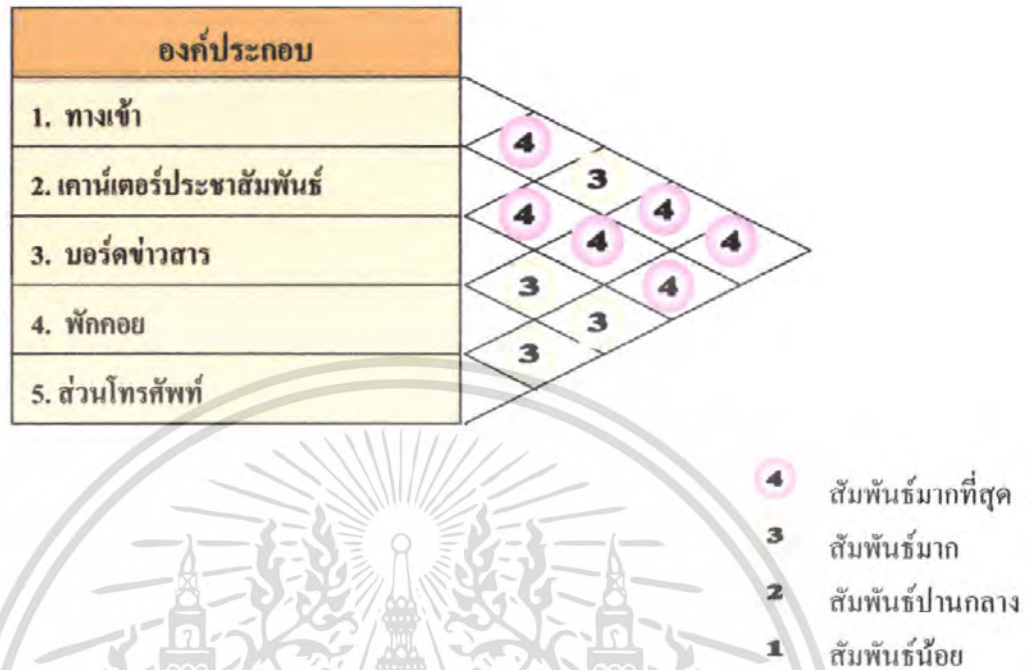 องค์ประกอบ
1. ทางเข้า
2. เคาน์เตอร์ประชาสัมพันธ์
3. บอร์ดข่าวสาร
4. พักคอย
5. ส่วนโทรศัพท์
4
3
4 4
4 4
3 4
3
3
4 สัมพันธ์มากที่สุด
3 สัมพันธ์มาก
2 สัมพันธ์ปานกลาง
1 สัมพันธ์น้อย